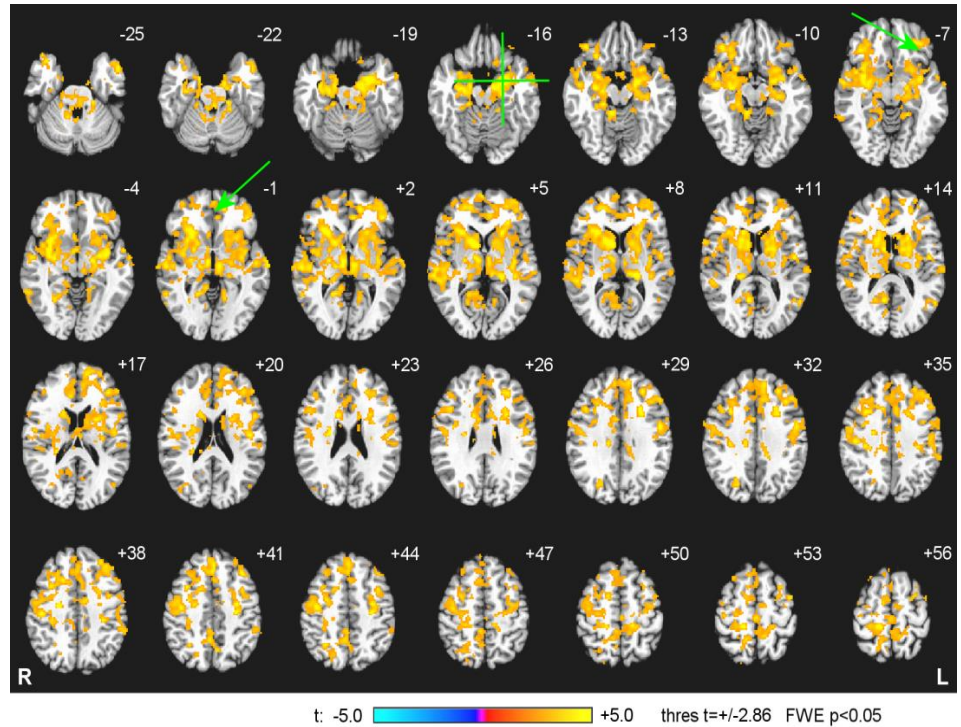 -25 -22 -19 -16 -13 -10 -7
-4 -1 +2 +5 +8 +11 +14
+17 +20 +23 +26 +29 +32 +35
+38 +41 +44 +47 +50 +53 +56
R L
t: -5.0 +5.0 thres t=+/-2.86 FWE p<0.05